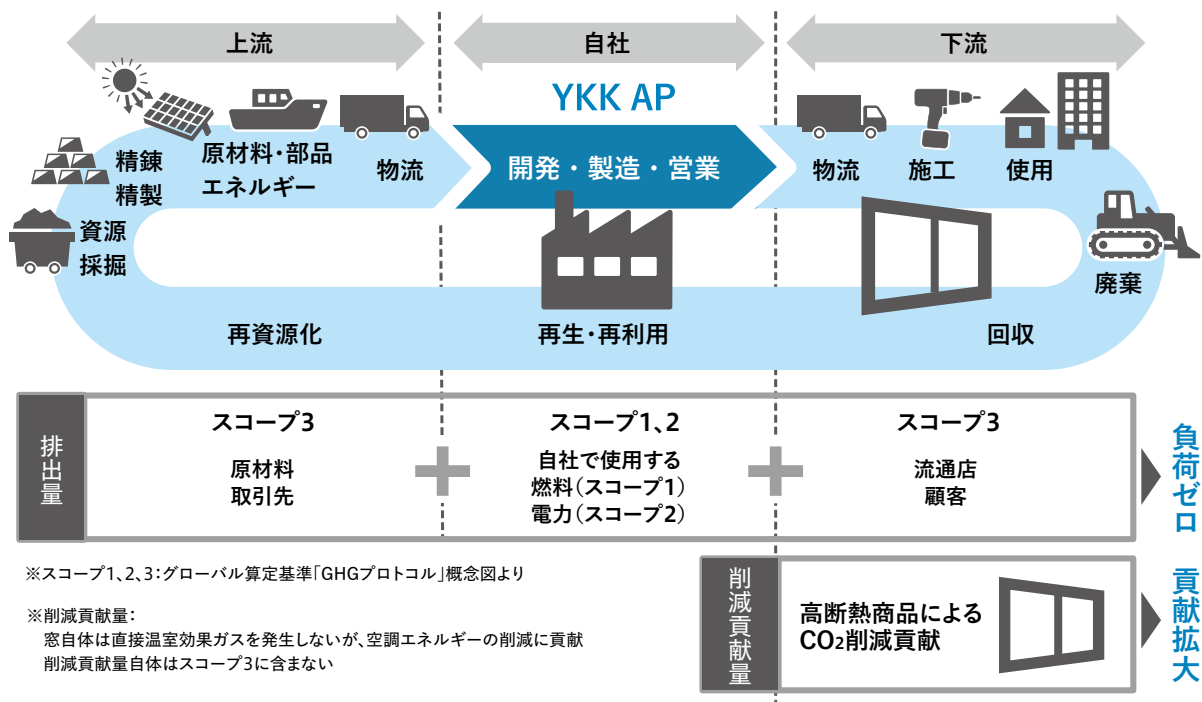 上流
自社
下流
YKK AP
精錬
精製
原材料・部品
エネルギー
物流
開発・製造・営業
物流
施工
使用
資源
採掘
廃棄
再資源化
再生・再利用
回収
排出量
スコープ3
原材料
取引先
スコープ1、2
自社で使用する
燃料（スコープ1）
電力（スコープ2）
スコープ3
流通店
顧客
負荷ゼロ
※スコープ1、2、3：グローバル算定基準「GHGプロトコル」概念図より
※削減貢献量：
窓自体は直接温室効果ガスを発生しないが、空調エネルギーの削減に貢献
削減貢献量自体はスコープ3に含まない
削減貢献量
高断熱商品による
CO2削減貢献
貢献拡大